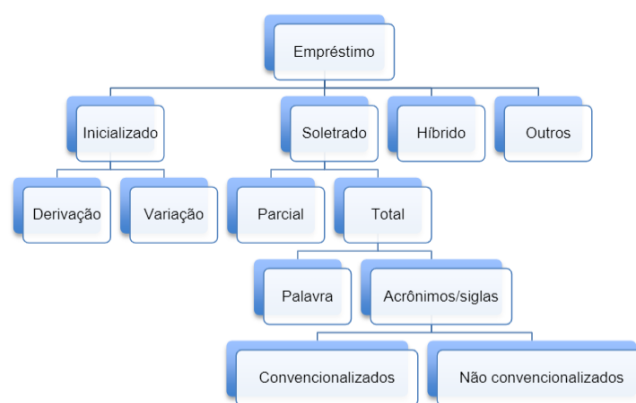 Empréstimo
Inicializado
Soletrado
Híbrido
Outros
Derivação
Variação
Parcial
Total
Palavra
Acrônimos/siglas
Convencionalizados
Não convencionalizados